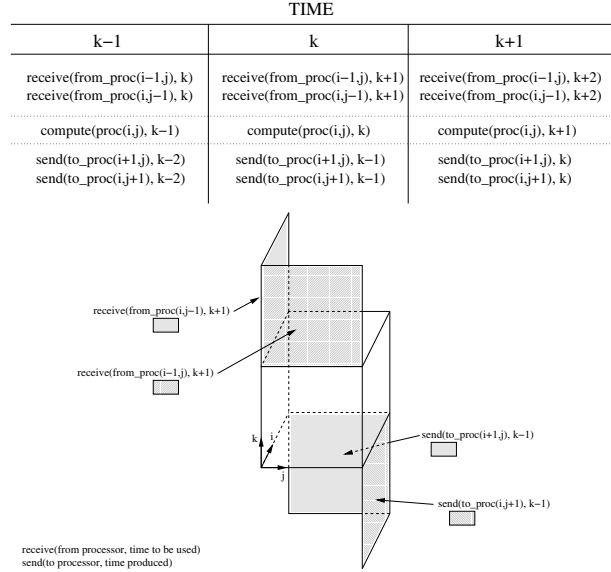 TIME
k−1 k k+1
receive(from_proc(i−1,j), k) receive(from_proc(i−1,j), k+1) receive(from_proc(i−1,j), k+2)
receive(from_proc(i,j−1), k) receive(from_proc(i,j−1), k+1) receive(from_proc(i,j−1), k+2)
compute(proc(i,j), k−1) compute(proc(i,j), k) compute(proc(i,j), k+1)
send(to_proc(i+1,j), k−2) send(to_proc(i+1,j), k−1) send(to_proc(i+1,j), k)
send(to_proc(i,j+1), k−2) send(to_proc(i,j+1), k−1) send(to_proc(i,j+1), k)
receive(from_proc(i,j−1), k+1)
receive(from_proc(i−1,j), k+1)
k i
j
send(to_proc(i+1,j), k−1)
send(to_proc(i,j+1), k−1)
receive(from processor, time to be used)
send(to processor, time produced)